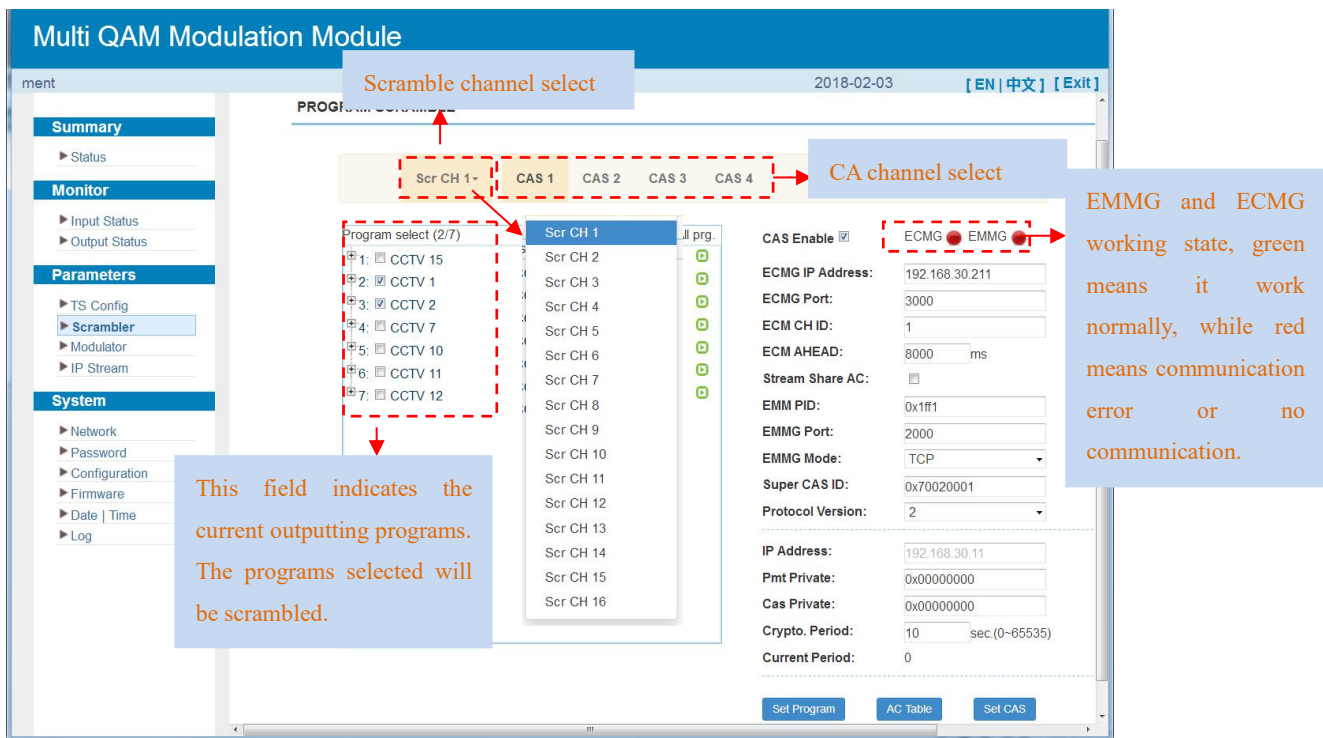 Multi QAM Modulation Module
ment
2018-02-03
[ EN | 中文 ] [ Exit ]
Scramble channel select
Summary
Status
Monitor
Input Status
Output Status
Parameters
TS Config
Scrambler
Modulator
IP Stream
System
Network
Password
Configuration
Firmware
Date | Time
Log
Scr CH 1
CAS 1 CAS 2 CAS 3 CAS 4
CA channel select
Program select (2/7)
1: CCTV 15
2: CCTV 1
3: CCTV 2
4: CCTV 7
5: CCTV 10
6: CCTV 11
7: CCTV 12
This field indicates the
current outputting programs.
The programs selected will
be scrambled.
Scr CH 1
Scr CH 2
Scr CH 3
Scr CH 4
Scr CH 5
Scr CH 6
Scr CH 7
Scr CH 8
Scr CH 9
Scr CH 10
Scr CH 11
Scr CH 12
Scr CH 13
Scr CH 14
Scr CH 15
Scr CH 16
prg.
CAS Enable ECMG EMMG
ECMG IP Address: 192.168.30.211
ECMG Port: 3000
ECM CH ID: 1
ECM AHEAD: 8000 ms
Stream Share AC:
EMM PID: 0x1ff1
EMMG Port: 2000
EMMG Mode: TCP
Super CAS ID: 0x70020001
Protocol Version: 2
IP Address: 192.168.30.11
Pmt Private: 0x00000000
Cas Private: 0x00000000
Crypto. Period: 10 sec.(0~65535)
Current Period: 0
Set Program AC Table Set CAS
EMMG and ECMG
working state, green
means it work
normally, while red
means communication
error or no
communication.